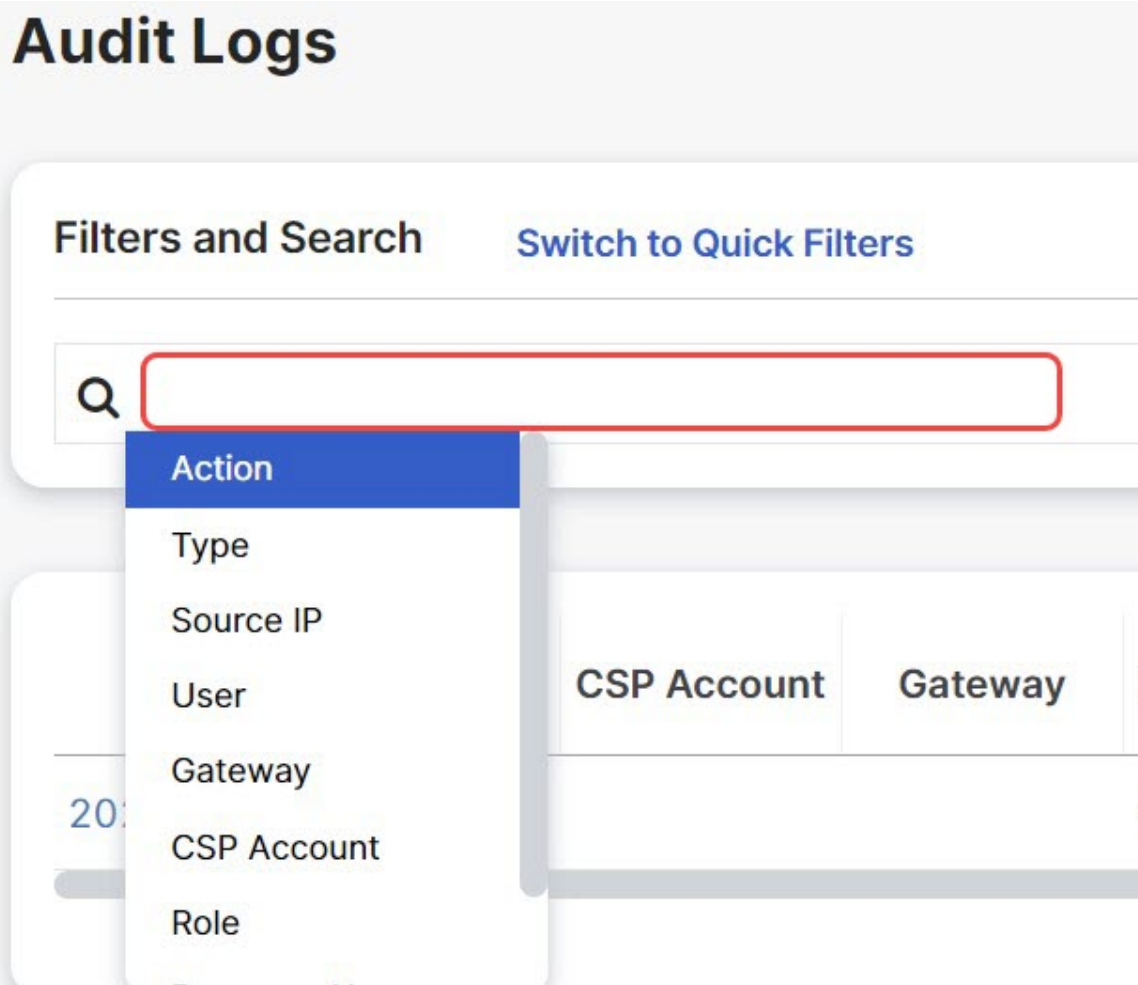 Audit Logs
Filters and Search
Switch to Quick Filters
Action
Type
Source IP
User
Gateway
CSP Account
Role
CSP Account
Gateway
202